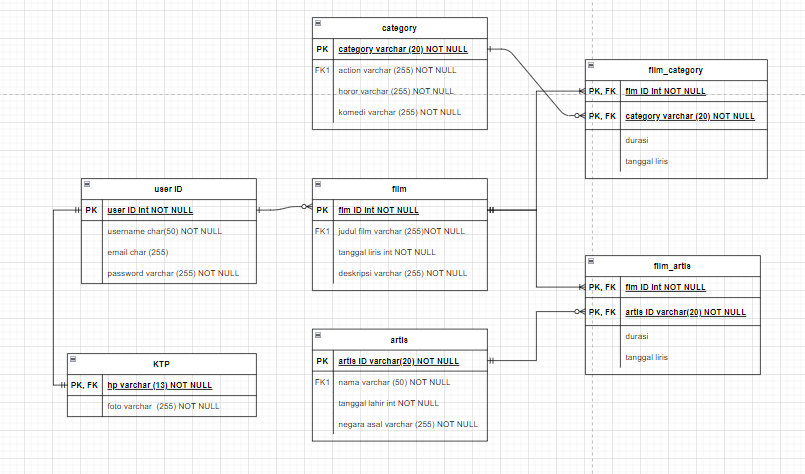 category
PK category varchar (20) NOT NULL
FK1 action varchar (255) NOT NULL
horor varchar (255) NOT NULL
komedi varchar (255) NOT NULL
film_category
PK, FK flm ID Int NOT NULL
PK, FK category varchar (20) NOT NULL
durasi
tanggal liris
user ID
PK user ID Int NOT NULL
username char(50) NOT NULL
email char (255)
password varchar (255) NOT NULL
film
PK flm ID Int NOT NULL
FK1 judul film varchar (255)NOT NULL
tanggal liris int NOT NULL
deskripsi varchar (255) NOT NULL
film_artis
PK, FK flm ID Int NOT NULL
PK, FK artis ID varchar(20) NOT NULL
durasi
tanggal liris
KTP
PK, FK hp varchar (13) NOT NULL
foto varchar (255) NOT NULL
artis
PK artis ID varchar(20) NOT NULL
FK1 nama varchar (50) NOT NULL
tanggal lahir int NOT NULL
negara asal varchar (255) NOT NULL